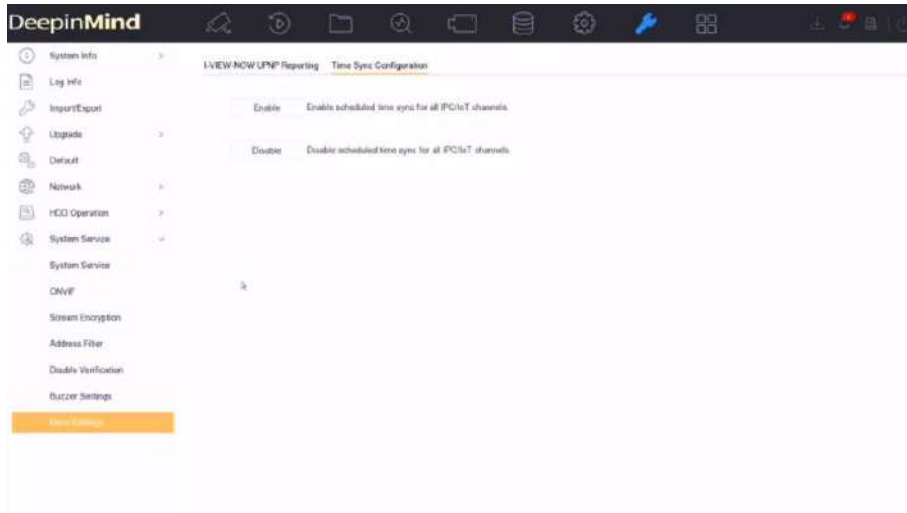 DeepinMind
System Info
Log Info
Import/Export
Upgrade
Default
Network
HDD Operation
System Service
System Service
ONVIF
Stream Encryption
Address Filter
Double Verification
Buzzer Settings
More Settings
I-VIEW-NOW UPNP Reporting Time Sync Configuration
Enable Enable scheduled time sync for all IPC/IoT channels.
Disable Disable scheduled time sync for all IPC/IoT channels.